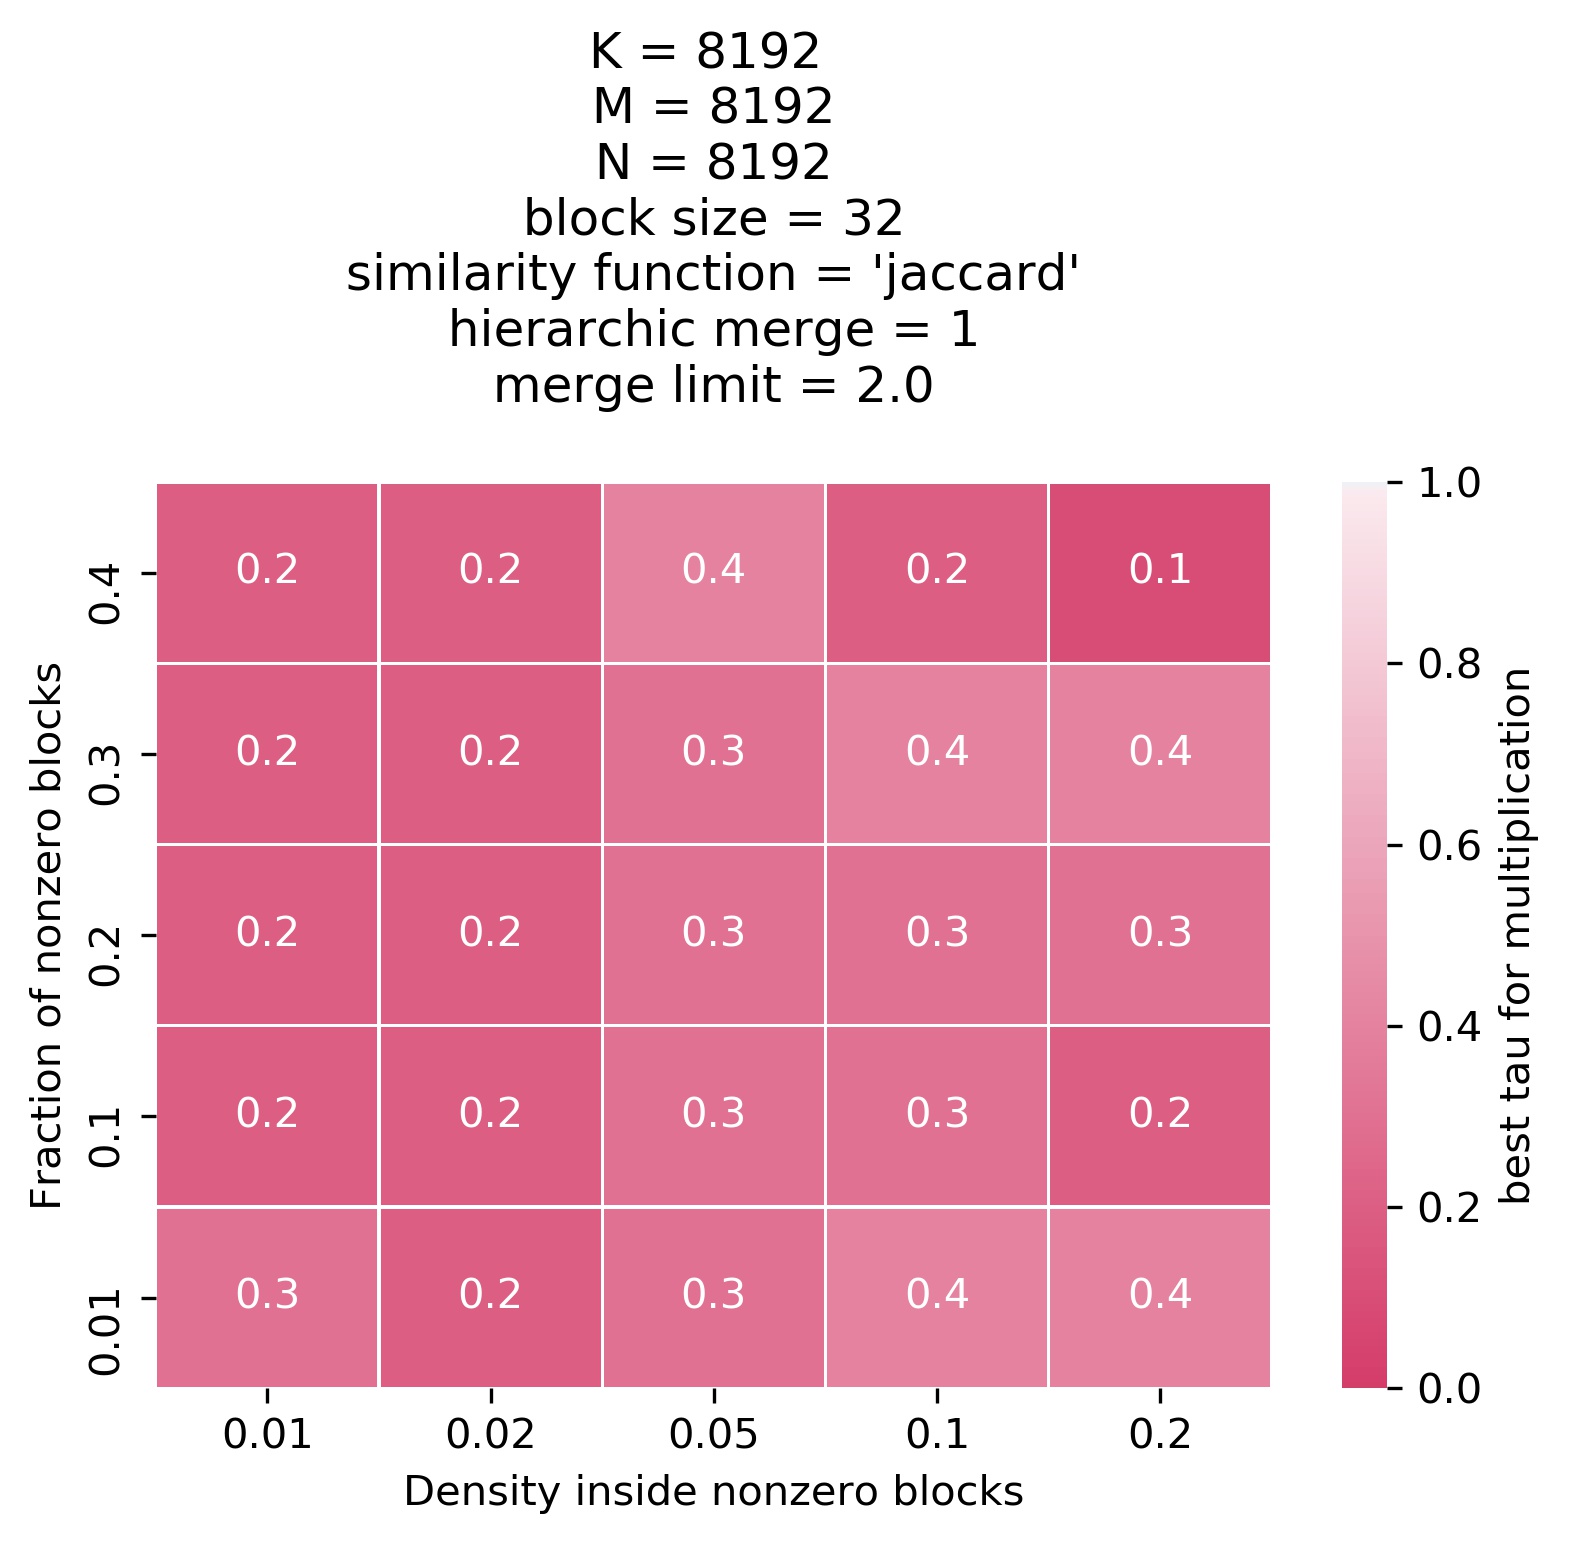 K = 8192
M = 8192
N = 8192
block size = 32
similarity function = 'jaccard'
hierarchic merge = 1
merge limit = 2.0
Fraction of nonzero blocks
0.4
0.2 0.2 0.4 0.2 0.1
0.3
0.2 0.2 0.3 0.4 0.4
0.2
0.2 0.2 0.3 0.3 0.3
0.1
0.2 0.2 0.3 0.3 0.2
0.01
0.3 0.2 0.3 0.4 0.4
0.01 0.02 0.05 0.1 0.2
Density inside nonzero blocks
1.0
0.8
0.6
0.4
0.2
0.0
best tau for multiplication